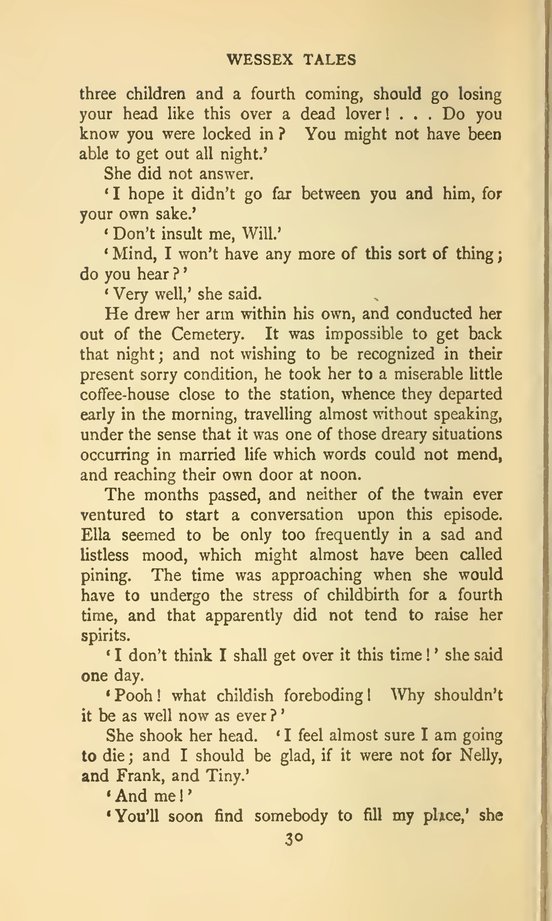 WESSEX TALES
three children and a fourth coming, should go losing
your head like this over a dead lover! . . . Do you
know you were locked in? You might not have been
able to get out all night.’
She did not answer.
‘I hope it didn’t go far between you and him, for
your own sake.’
‘Don’t insult me, Will.’
‘Mind, I won’t have any more of this sort of thing;
do you hear?’
‘Very well,’ she said.
He drew her arm within his own, and conducted her
out of the Cemetery. It was impossible to get back
that night; and not wishing to be recognized in their
present sorry condition, he took her to a miserable little
coffee-house close to the station, whence they departed
early in the morning, travelling almost without speaking,
under the sense that it was one of those dreary situations
occurring in married life which words could not mend,
and reaching their own door at noon.
The months passed, and neither of the twain ever
ventured to start a conversation upon this episode.
Ella seemed to be only too frequently in a sad and
listless mood, which might almost have been called
pining. The time was approaching when she would
have to undergo the stress of childbirth for a fourth
time, and that apparently did not tend to raise her
spirits.
‘I don’t think I shall get over it this time!’ she said
one day.
‘Pooh! what childish foreboding! Why shouldn’t
it be as well now as ever?’
She shook her head. ‘I feel almost sure I am going
to die; and I should be glad, if it were not for Nelly,
and Frank, and Tiny.’
‘And me!’
‘You’ll soon find somebody to fill my place,’ she
30